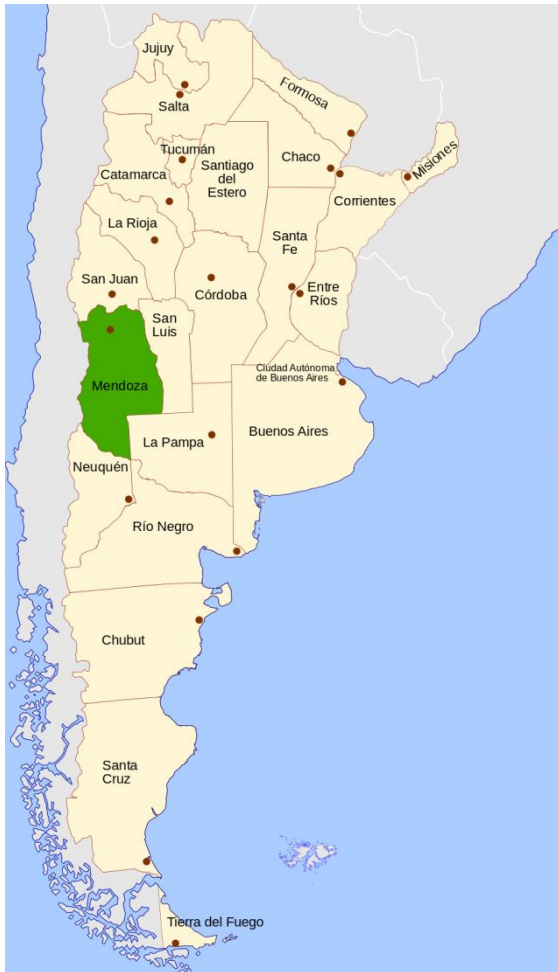 Jujuy
Formosa
Salta
Tucumán
Chaco
Misiones
Catamarca
Santiago
del
Estero
Corrientes
La Rioja
Santa
Fe
San Juan
Córdoba
Entre
Ríos
San
Luis
Ciudad Autónoma
de Buenos Aires
Mendoza
Buenos Aires
La Pampa
Neuquén
Río Negro
Chubut
Santa
Cruz
Tierra del Fuego